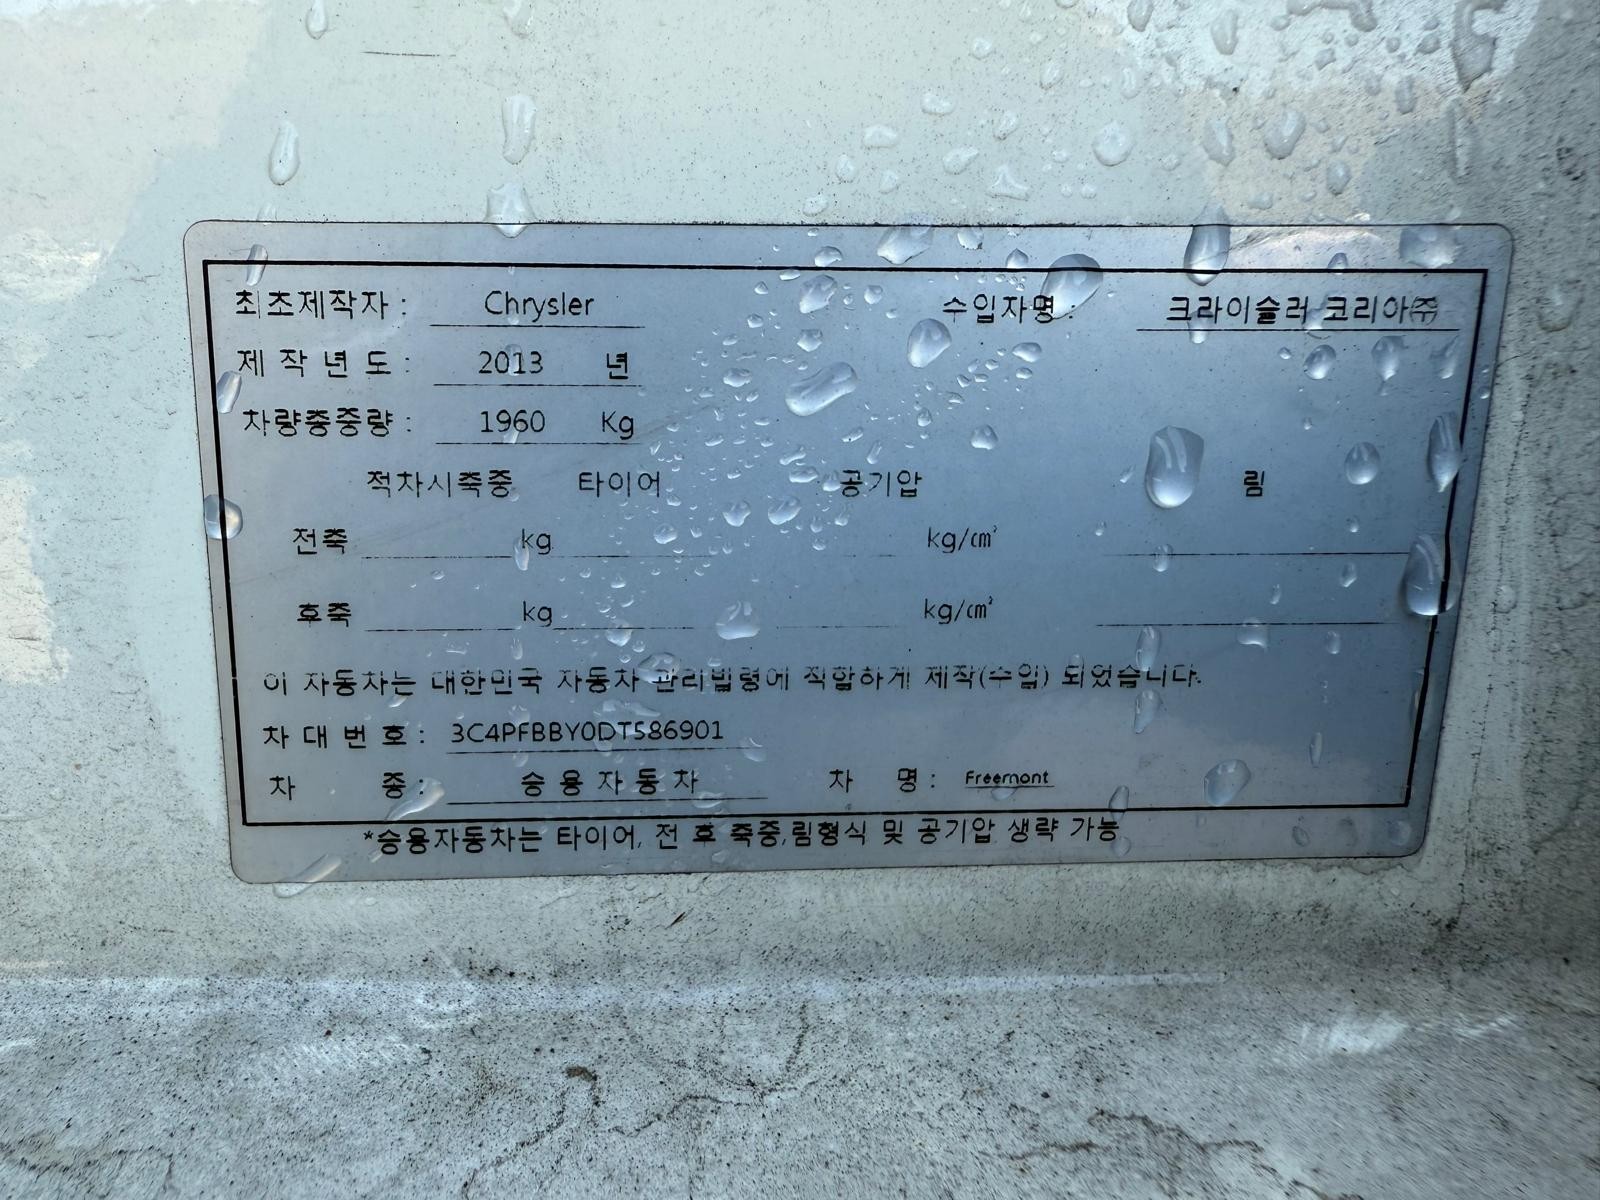 최초제작자 : Chrysler 수입자명 : 크라이슬러 코리아㈜
제 작 년 도 : 2013 년
차량총중량 : 1960 Kg
적차시축중 타이어 공기압 림
전축 kg kg/㎠
후축 kg kg/㎠
이 자동차는 대한민국 자동차 관리법령에 적합하게 제작(수입) 되었습니다.
차 대 번 호 : 3C4PFBBY0DT586901
차 종 : 승 용 자 동 차 차 명 : Freemont
*승용자동차는 타이어, 전 후 축중,림형식 및 공기압 생략 가능